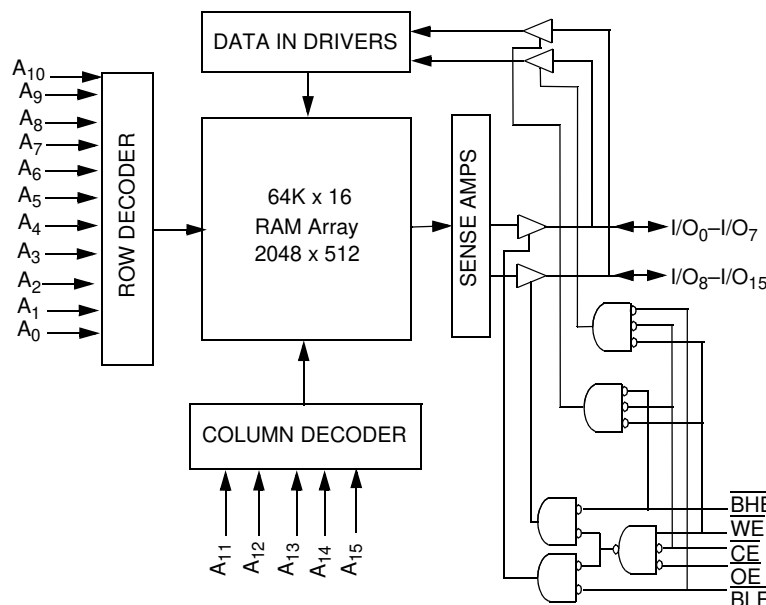 DATA IN DRIVERS
A10
A9
A8
A7
A6
A5
A4
A3
A2
A1
A0
ROW DECODER
64K x 16
RAM Array
2048 x 512
SENSE AMPS
I/O0–I/O7
I/O8–I/O15
COLUMN DECODER
A11
A12
A13
A14
A15
BHE
WE
CE
OE
BLE